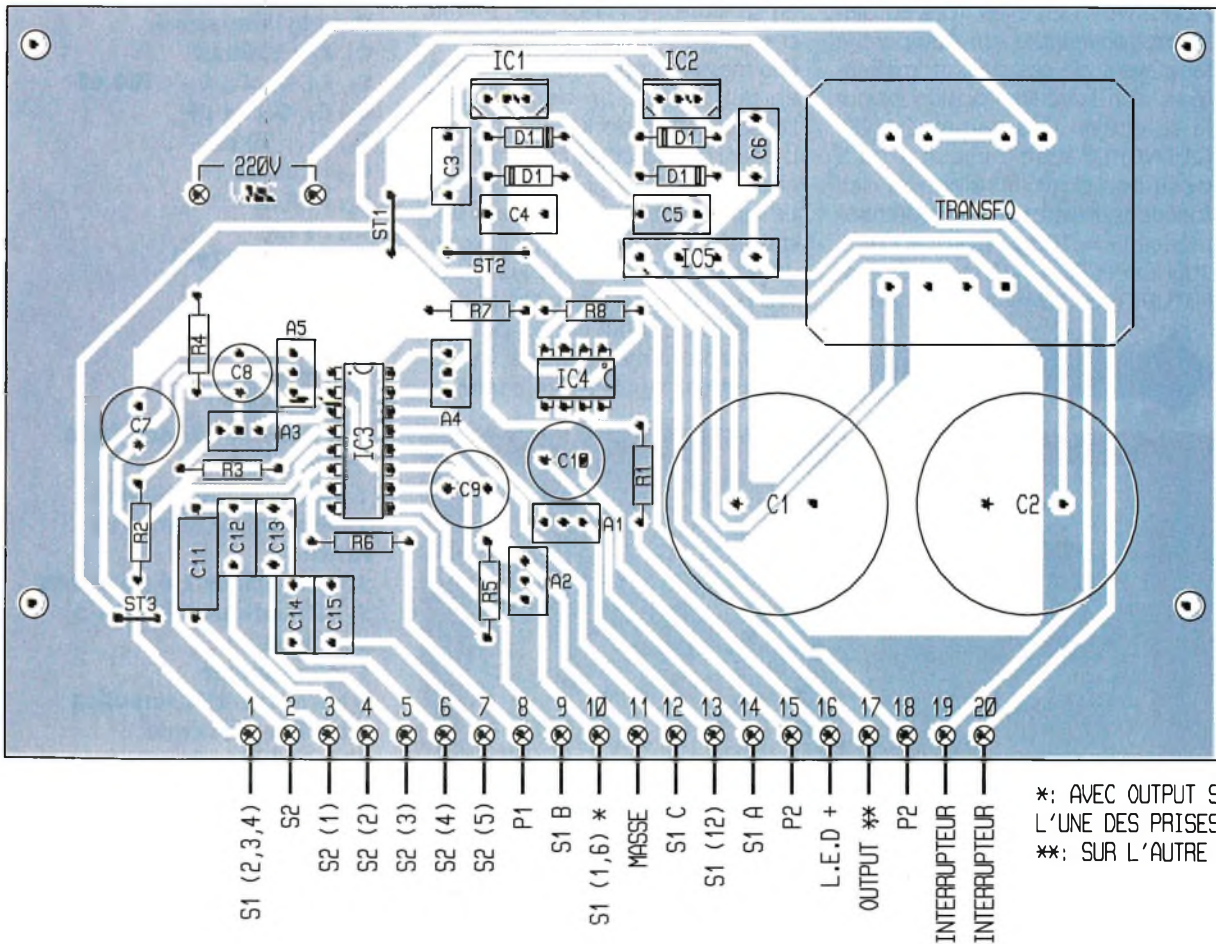 IC1
IC2
220V
C3
D1
D1
C6
D1
D1
ST1
C4
C5
TRANSFO
ST2
IC5
R7
R8
R4
A5
C8
IC4
C7
A3
IC3
A4
R3
C10
R1
C9
C1
C2
R2
C12
C13
R6
A1
C11
R5
A2
ST3
C14
C15
1 2 3 4 5 6 7 8 9 10 11 12 13 14 15 16 17 18 19 20
S1 (2,3,4)
S2
S2 (1)
S2 (2)
S2 (3)
S2 (4)
S2 (5)
P1
S1 B
S1 (1,6) *
MASSE
S1 C
S1 (12)
S1 A
P2
L.E.D +
OUTPUT **
P2
INTERRUPTEUR
INTERRUPTEUR
*: AVEC OUTPUT S
L'UNE DES PRISES
**: SUR L'AUTRE